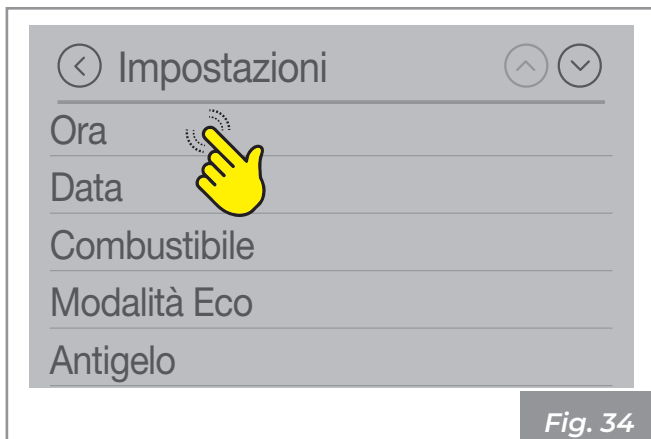 Impostazioni
Ora
Data
Combustibile
Modalità Eco
Antigelo
Fig. 34